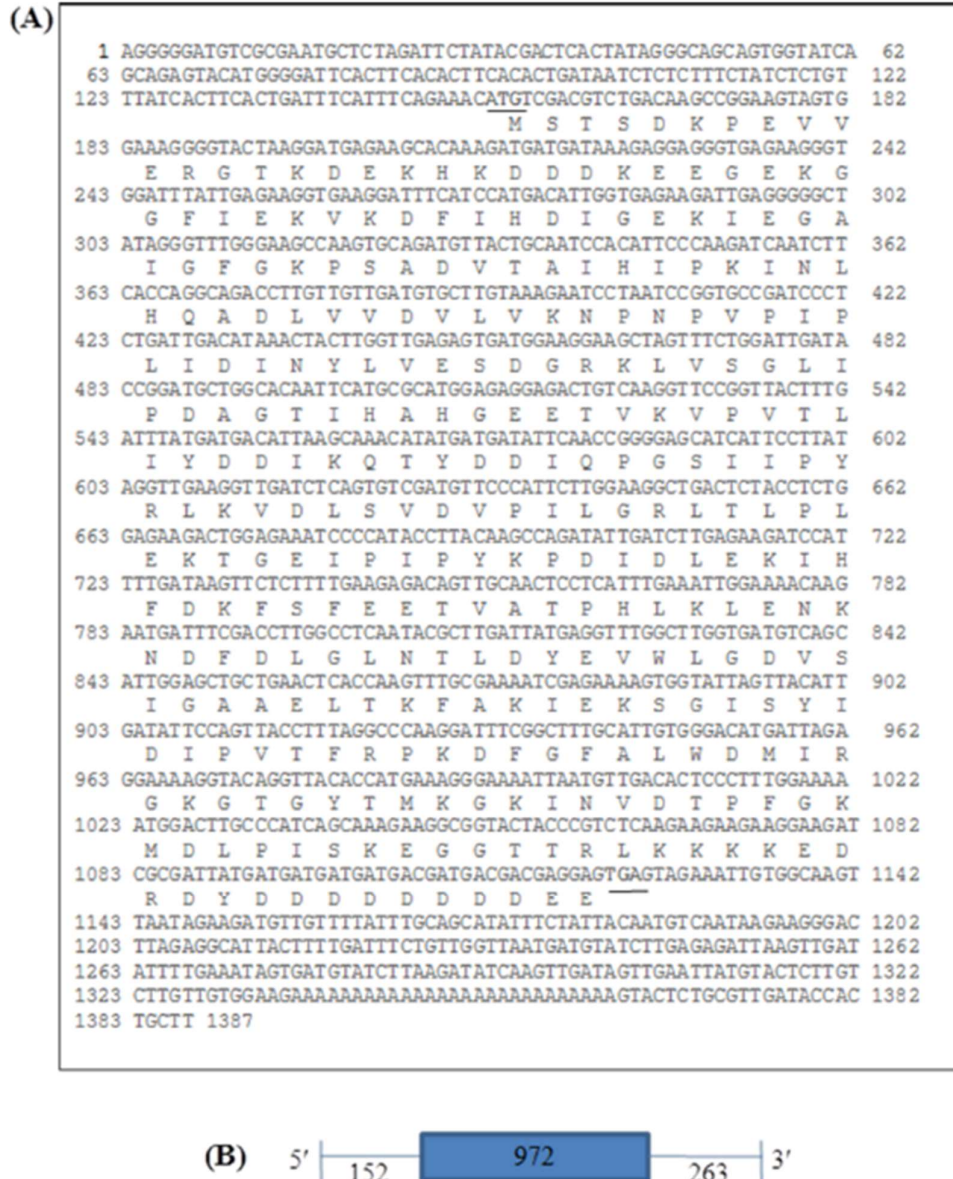 (A)
1 AGGGGGATGTCGCGAATGCTCTAGATTCTATACGACTCACTATAGGGCAGCAGTGGTATCA 62
63 GCAGAGTACATGGGGATTCACTTCACACTTCACACTGATAATCTCTCTTTCTATCTCTGT 122
123 TTATCACTTCACTGATTTCATTTCAGAAACATGTCGACGTCTGACAAGCCGGAAGTAGTG 182
M S T S D K P E V V
183 GAAAGGGGTACTAAGGATGAGAAGCACAAAGATGATGATAAAGAGGAGGGTGAGAAGGGT 242
E R G T K D E K H K D D D K E E G E K G
243 GGATTTATTGAGAAGGTGAAGGATTTCATCCATGACATTGGTGAGAAGATTGAGGGGGCT 302
G F I E K V K D F I H D I G E K I E G A
303 ATAGGGTTTGGGAAGCCAAGTGCAGATGTTACTGCAATCCACATTCCCAAGATCAATCTT 362
I G F G K P S A D V T A I H I P K I N L
363 CACCAGGCAGACCTTGTTGTTGATGTGCTTGTAAAGAATCCTAATCCGGTGCCGATCCCT 422
H Q A D L V V D V L V K N P N P V P I P
423 CTGATTGACATAAACTACTTGGTTGAGAGTGATGGAAGGAAGCTAGTTTCTGGATTGATA 482
L I D I N Y L V E S D G R K L V S G L I
483 CCGGATGCTGGCACAATTCATGCGCATGGAGAGGAGACTGTCAAGGTTCCGGTTACTTTG 542
P D A G T I H A H G E E T V K V P V T L
543 ATTTATGATGACATTAAGCAAACATATGATGATATTCAACCGGGGAGCATCATTCCTTAT 602
I Y D D I K Q T Y D D I Q P G S I I P Y
603 AGGTTGAAGGTTGATCTCAGTGTCGATGTTCCCATTCTTGGAAGGCTGACTCTACCTCTG 662
R L K V D L S V D V P I L G R L T L P L
663 GAGAAGACTGGAGAAATCCCCATACCTTACAAGCCAGATATTGATCTTGAGAAGATCCAT 722
E K T G E I P I P Y K P D I D L E K I H
723 TTTGATAAGTTCTCTTTTGAAGAGACAGTTGCAACTCCTCATTTGAAATTGGAAAACAAG 782
F D K F S F E E T V A T P H L K L E N K
783 AATGATTTCGACCTTGGCCTCAATACGCTTGATTATGAGGTTTGGCTTGGTGATGTCAGC 842
N D F D L G L N T L D Y E V W L G D V S
843 ATTGGAGCTGCTGAACTCACCAAGTTTGCGAAAATCGAGAAAAGTGGTATTAGTTACATT 902
I G A A E L T K F A K I E K S G I S Y I
903 GATATTCCAGTTACCTTTAGGCCCAAGGATTTCGGCTTTGCATTGTGGGACATGATTAGA 962
D I P V T F R P K D F G F A L W D M I R
963 GGAAAAGGTACAGGTTACACCATGAAAGGGAAAATTAATGTTGACACTCCCTTTGGAAAA 1022
G K G T G Y T M K G K I N V D T P F G K
1023 ATGGACTTGCCCATCAGCAAAGAAGGCGGTACTACCCGTCTCAAGAAGAAGAAGGAAGAT 1082
M D L P I S K E G G T T R L K K K K E D
1083 CGCGATTATGATGATGATGATGACGATGACGACGAGGAGTGAGTAGAAATTGTGGCAAGT 1142
R D Y D D D D D D D D E E
1143 TAATAGAAGATGTTGTTTTATTTGCAGCATATTTCTATTACAATGTCAATAAGAAGGGAC 1202
1203 TTAGAGGCATTACTTTTGATTTCTGTTGGTTAATGATGTATCTTGAGAGATTAAGTTGAT 1262
1263 ATTTTGAAATAGTGATGTATCTTAAGATATCAAGTTGATAGTTGAATTATGTACTCTTGT 1322
1323 CTTGTTGTGGAAGAAAAAAAAAAAAAAAAAAAAAAAAAAAAAGTACTCTGCGTTGATACCAC 1382
1383 TGCTT 1387
(B) 5′ 152 972 263 3′